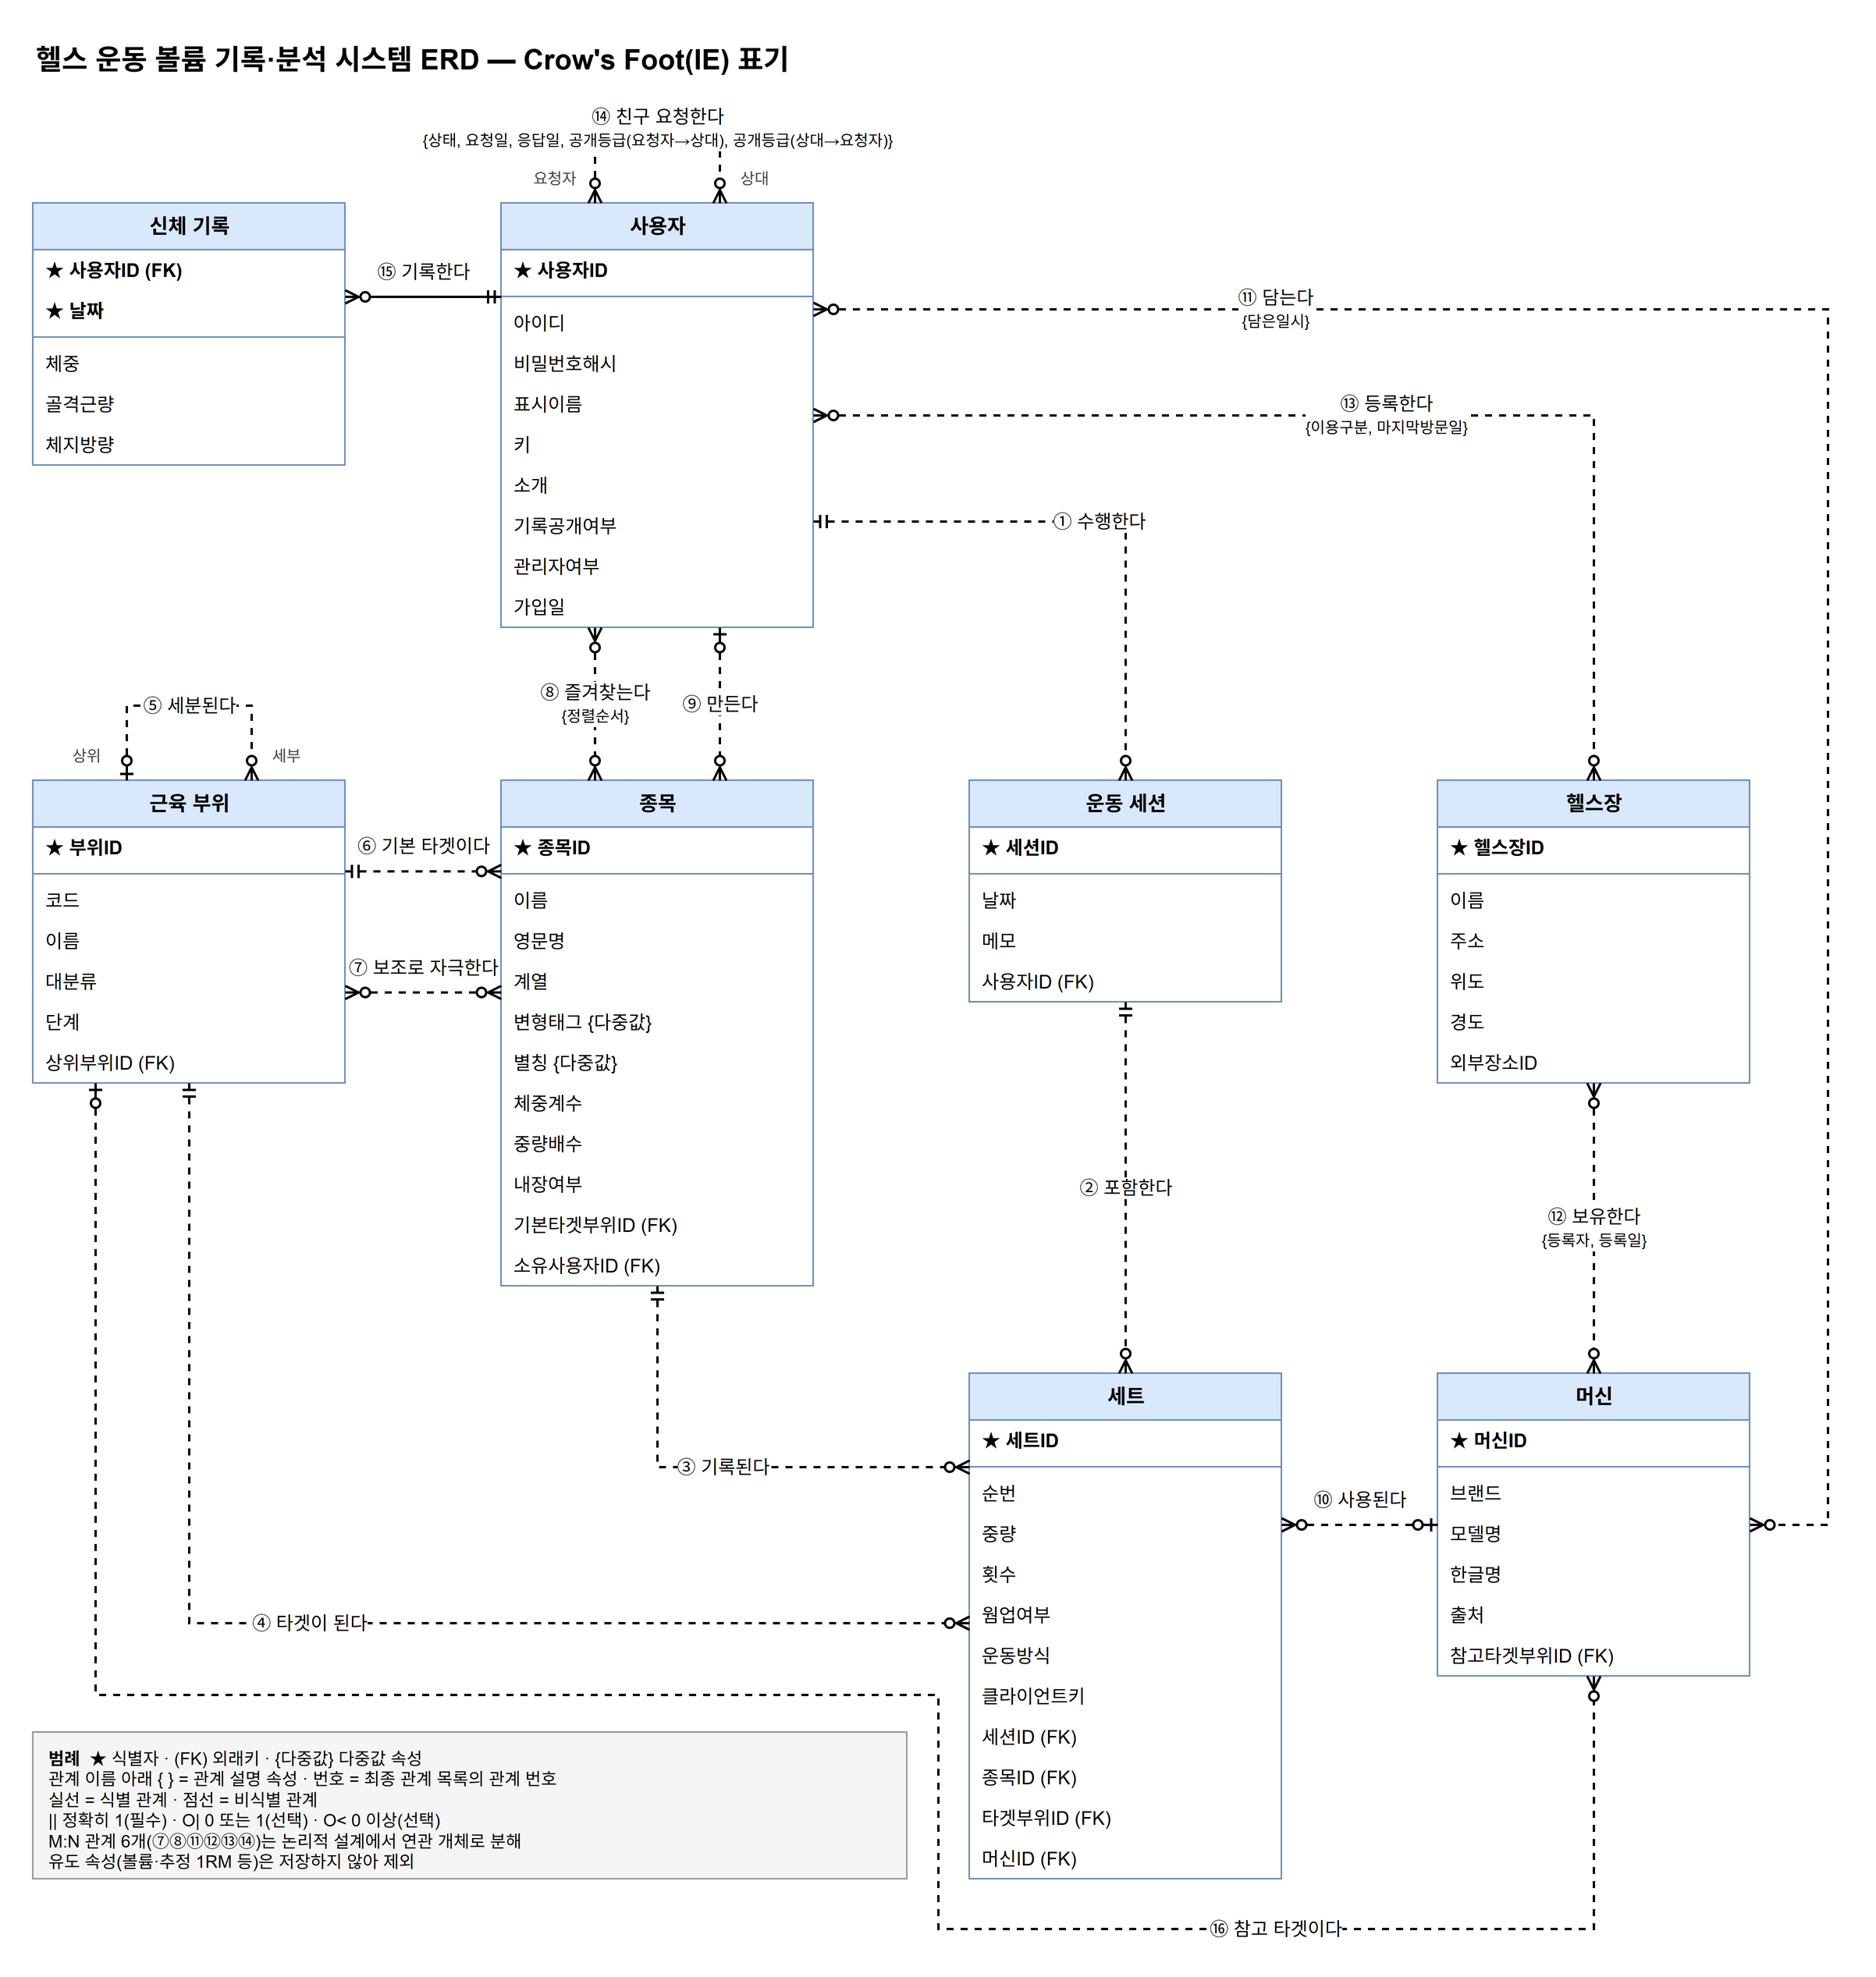 헬스 운동 볼륨 기록·분석 시스템 ERD — Crow's Foot(IE) 표기
⑭ 친구 요청한다
{상태, 요청일, 응답일, 공개등급(요청자→상대), 공개등급(상대→요청자)}
요청자
상대
신체 기록
★ 사용자ID (FK)
★ 날짜
체중
골격근량
체지방량
⑮ 기록한다
사용자
★ 사용자ID
아이디
비밀번호해시
표시이름
키
소개
기록공개여부
관리자여부
가입일
⑪ 담는다
{담은일시}
⑬ 등록한다
{이용구분, 마지막방문일}
① 수행한다
⑧ 즐겨찾는다
{정렬순서}
⑨ 만든다
⑤ 세분된다
상위
세부
근육 부위
★ 부위ID
코드
이름
대분류
단계
상위부위ID (FK)
⑥ 기본 타겟이다
⑦ 보조로 자극한다
종목
★ 종목ID
이름
영문명
계열
변형태그 {다중값}
별칭 {다중값}
체중계수
중량배수
내장여부
기본타겟부위ID (FK)
소유사용자ID (FK)
운동 세션
★ 세션ID
날짜
메모
사용자ID (FK)
헬스장
★ 헬스장ID
이름
주소
위도
경도
외부장소ID
② 포함한다
⑫ 보유한다
{등록자, 등록일}
③ 기록된다
④ 타겟이 된다
세트
★ 세트ID
순번
중량
횟수
웜업여부
운동방식
클라이언트키
세션ID (FK)
종목ID (FK)
타겟부위ID (FK)
머신ID (FK)
⑩ 사용된다
머신
★ 머신ID
브랜드
모델명
한글명
출처
참고타겟부위ID (FK)
범례 ★ 식별자 · (FK) 외래키 · {다중값} 다중값 속성
관계 이름 아래 { } = 관계 설명 속성 · 번호 = 최종 관계 목록의 관계 번호
실선 = 식별 관계 · 점선 = 비식별 관계
|| 정확히 1(필수) · O| 0 또는 1(선택) · O< 0 이상(선택)
M:N 관계 6개(⑦⑧⑪⑫⑬⑭)는 논리적 설계에서 연관 개체로 분해
유도 속성(볼륨·추정 1RM 등)은 저장하지 않아 제외
⑯ 참고 타겟이다